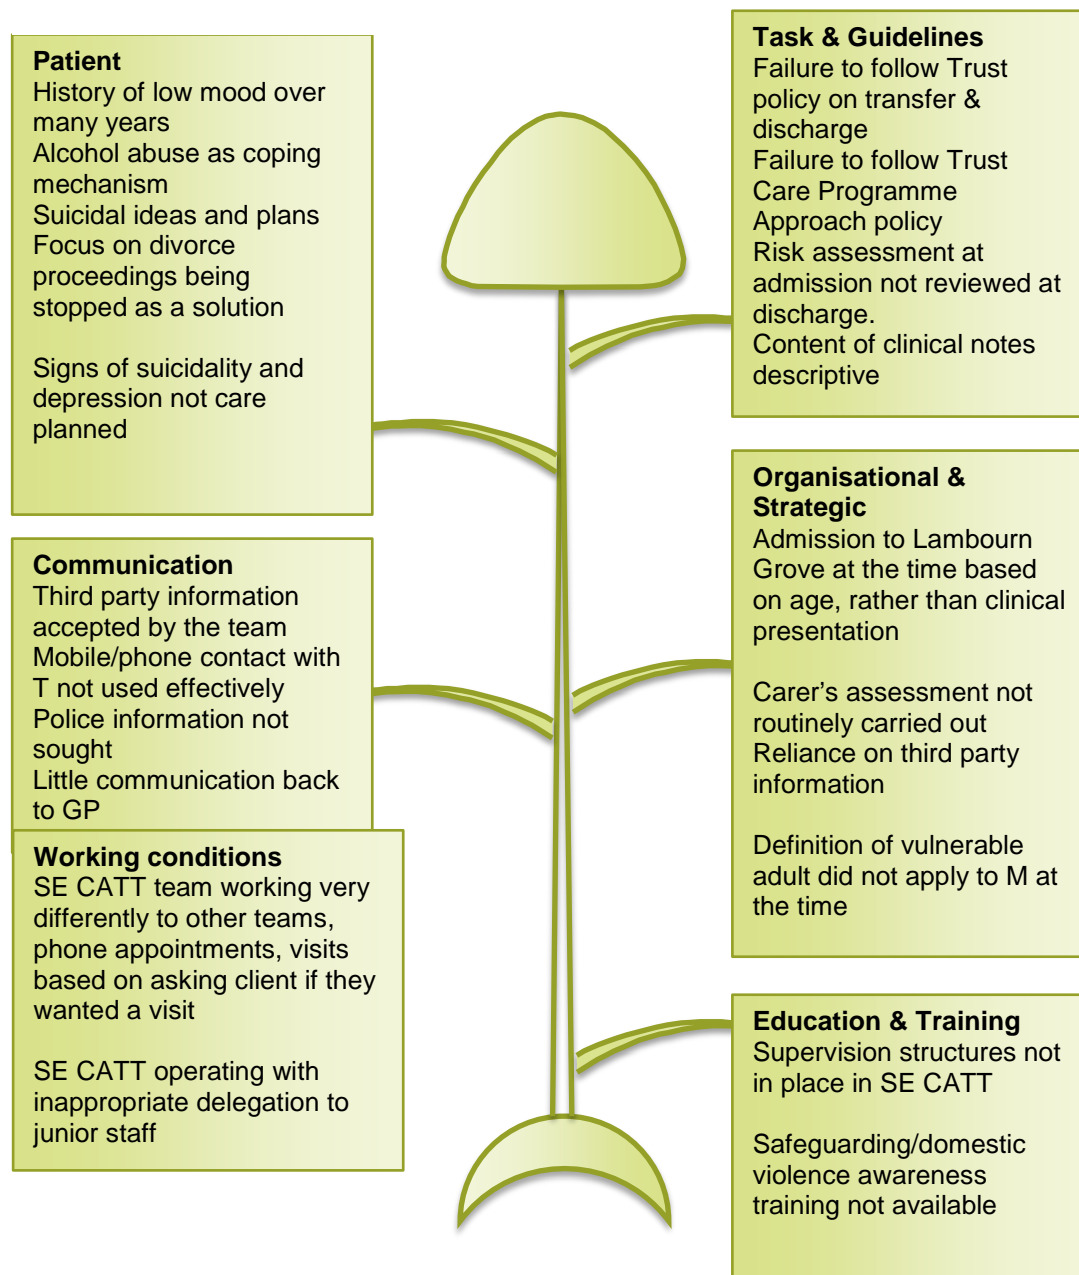 Patient
History of low mood over
many years
Alcohol abuse as coping
mechanism
Suicidal ideas and plans
Focus on divorce
proceedings being
stopped as a solution
Signs of suicidality and
depression not care
planned
Communication
Third party information
accepted by the team
Mobile/phone contact with
T not used effectively
Police information not
sought
Little communication back
to GP
Working conditions
SE CATT team working very
differently to other teams,
phone appointments, visits
based on asking client if they
wanted a visit
SE CATT operating with
inappropriate delegation to
junior staff
Task & Guidelines
Failure to follow Trust
policy on transfer &
discharge
Failure to follow Trust
Care Programme
Approach policy
Risk assessment at
admission not reviewed at
discharge.
Content of clinical notes
descriptive
Organisational &
Strategic
Admission to Lambourn
Grove at the time based
on age, rather than clinical
presentation
Carer's assessment not
routinely carried out
Reliance on third party
information
Definition of vulnerable
adult did not apply to M at
the time
Education & Training
Supervision structures not
in place in SE CATT
Safeguarding/domestic
violence awareness
training not available